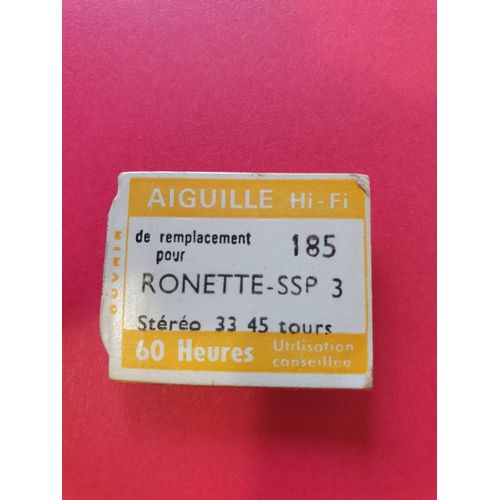 AIGUILLE Hi-Fi
de remplacement pour 185
RONETTE-SSP 3
Stéréo 33 45 tours
60 Heures Utilisation conseillée
OUVRIR